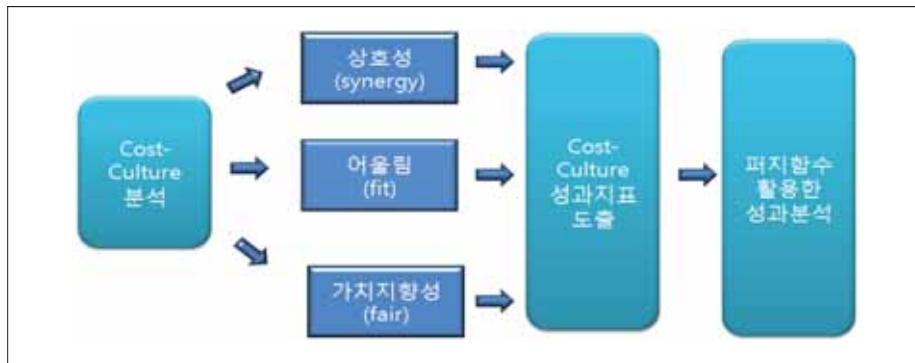 Cost-
Culture
분석
상호성
(synergy)
어울림
(fit)
가치지향성
(fair)
Cost-
Culture
성과지표
도출
퍼지함수
활용한
성과분석